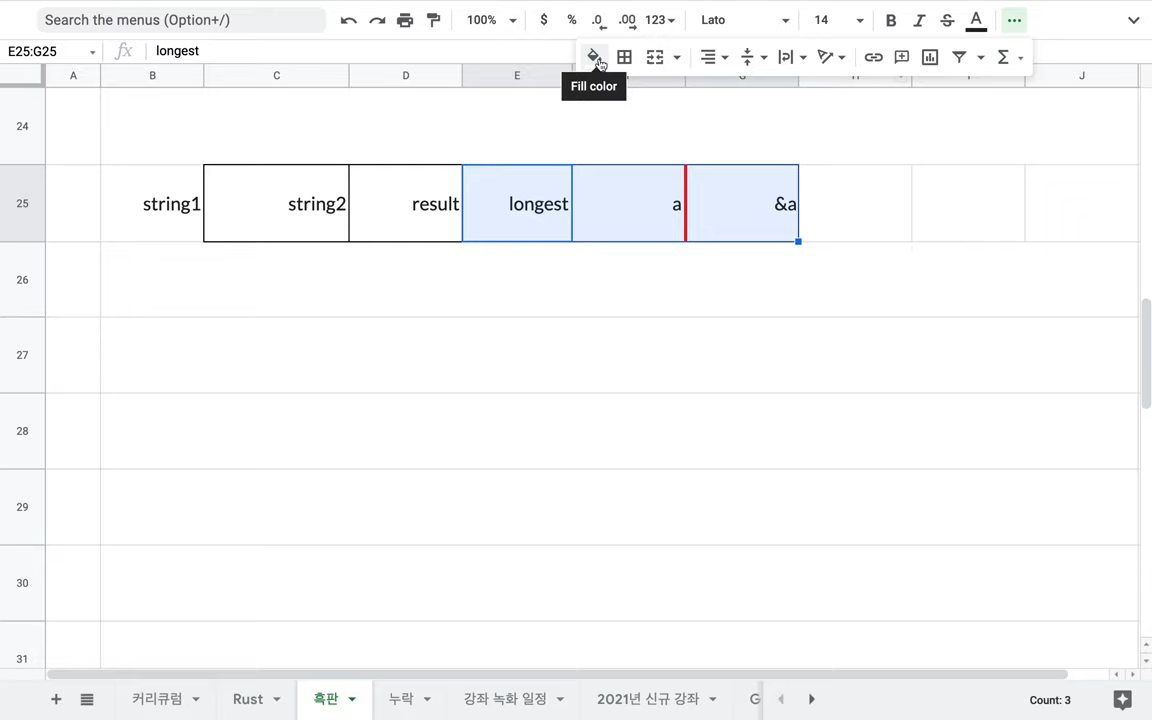 Search the menus (Option+/)
100%
$
%
.0
.00
123
Lato
14
B
I
S
A
E25:G25
fx
longest
Fill color
A
B
C
D
E
J
24
25
string1
string2
result
longest
a
&a
26
27
28
29
30
31
커리큘럼
Rust
흑판
누락
강좌 녹화 일정
2021년 신규 강좌
G
Count: 3